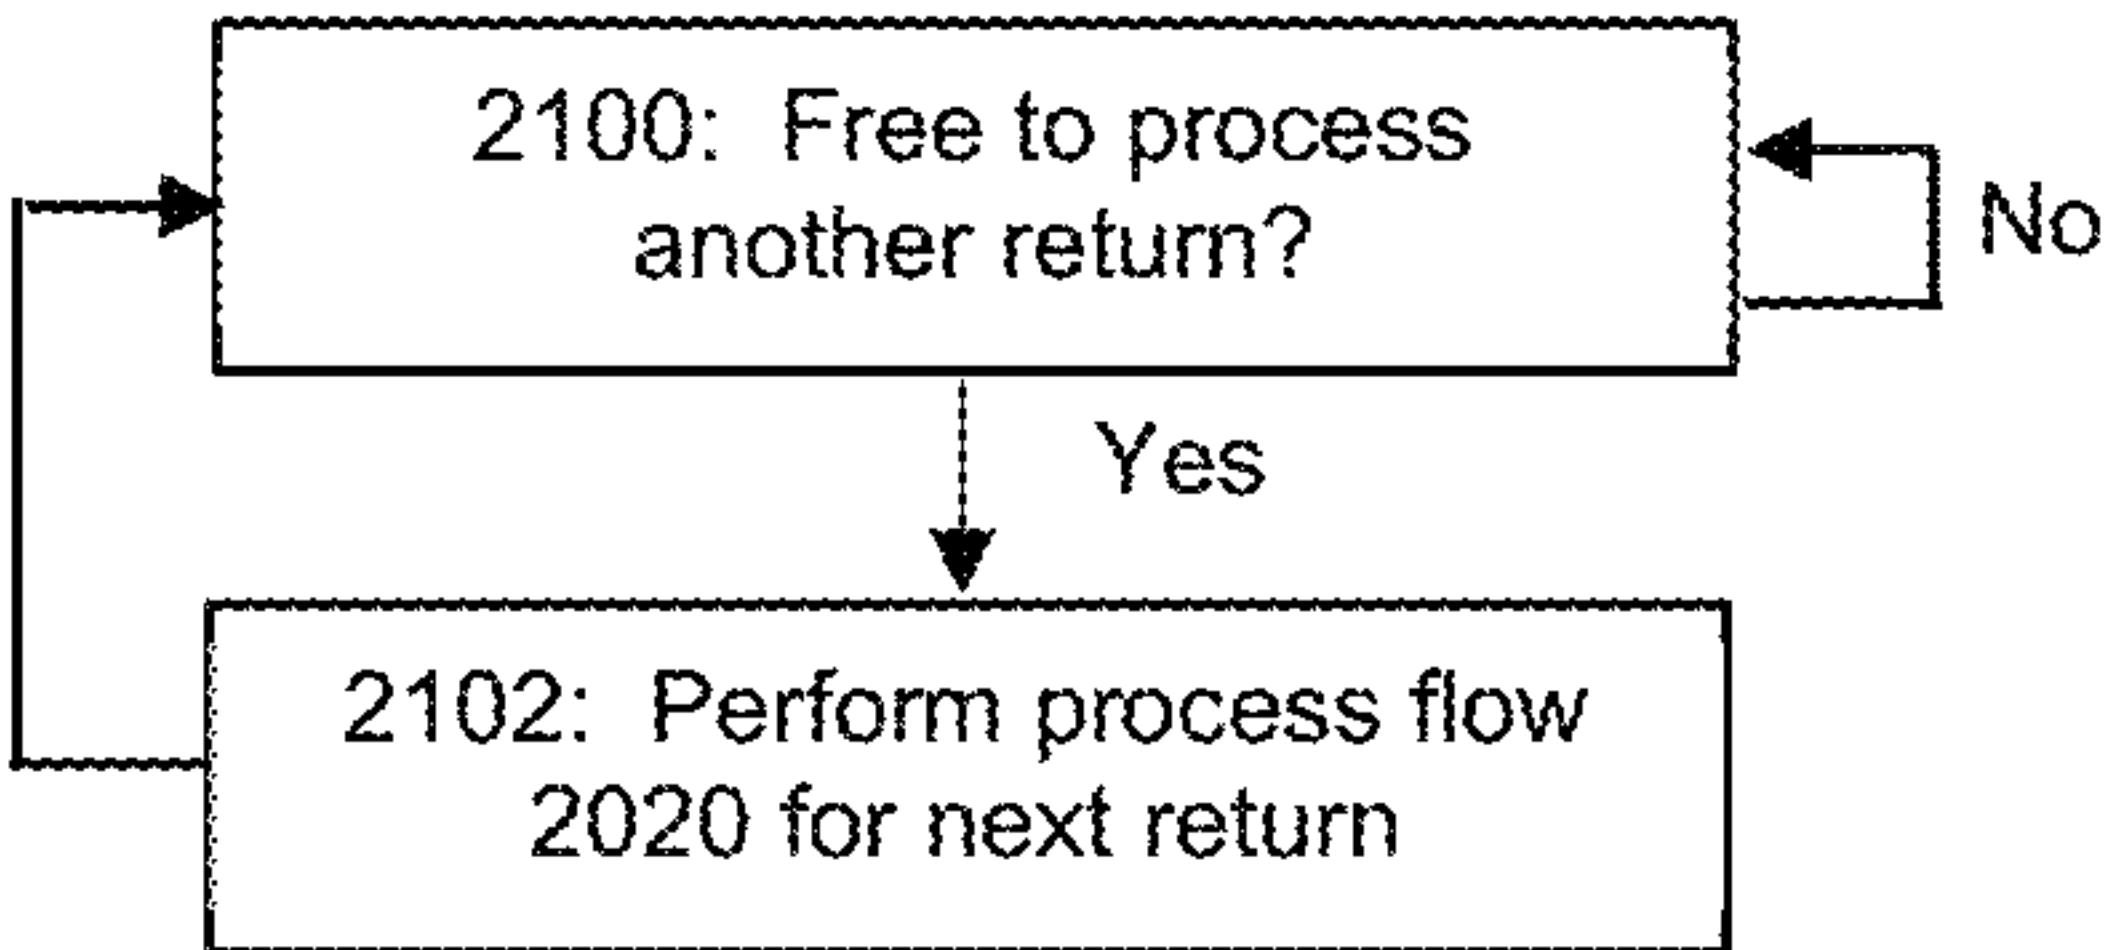 2100: Free to process
another return?
No
Yes
2102: Perform process flow
2020 for next return